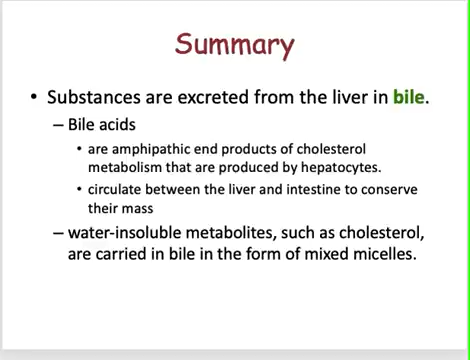 Summary
• Substances are excreted from the liver in bile.
– Bile acids
• are amphipathic end products of cholesterol
metabolism that are produced by hepatocytes.
• circulate between the liver and intestine to conserve
their mass
– water-insoluble metabolites, such as cholesterol,
are carried in bile in the form of mixed micelles.